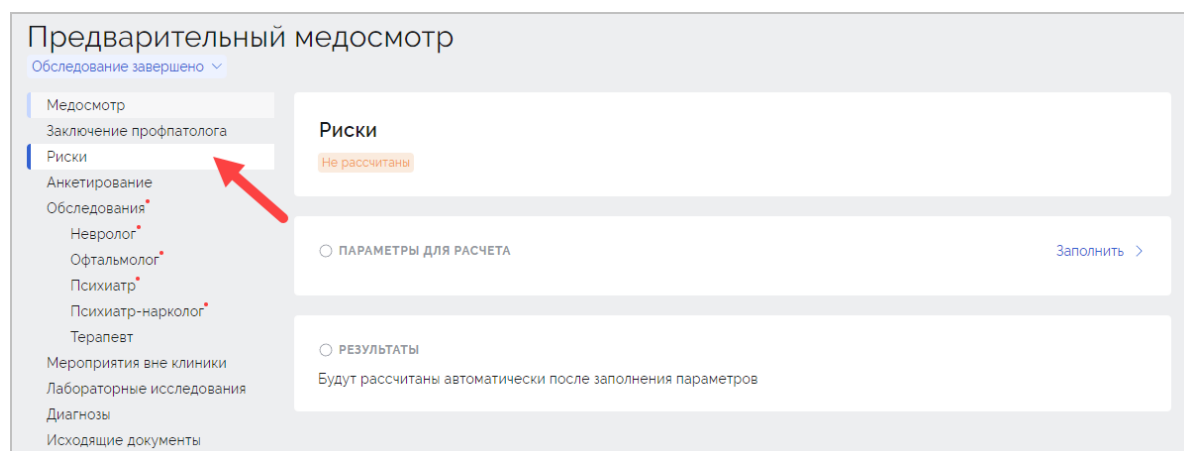 Предварительный медосмотр
Обследование завершено
Медосмотр
Заключение профпатолога
Риски
Анкетирование
Обследования
Невролог
Офтальмолог
Психиатр
Психиатр-нарколог
Терапевт
Мероприятия вне клиники
Лабораторные исследования
Диагнозы
Исходящие документы
Риски
Не рассчитаны
ПАРАМЕТРЫ ДЛЯ РАСЧЕТА
Заполнить >
РЕЗУЛЬТАТЫ
Будут рассчитаны автоматически после заполнения параметров